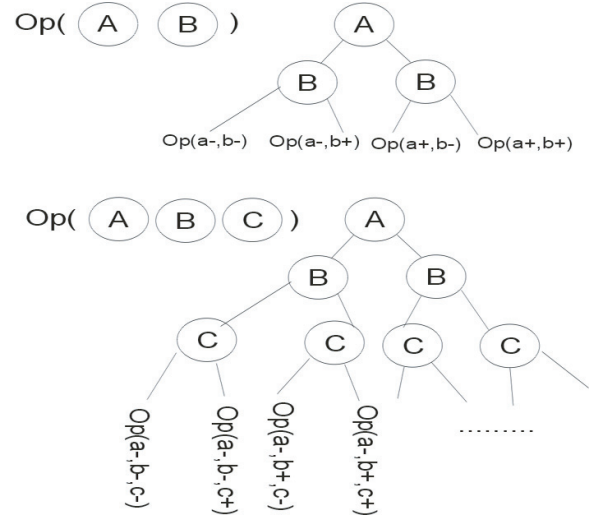 Op( A B ) A
B B
Op(a-,b-) Op(a-,b+) Op(a+,b-) Op(a+,b+)
Op( A B C ) A
B B
C C C C
Op(a-,b-,c-) Op(a-,b-,c+) Op(a-,b+,c-) Op(a-,b+,c+) .........